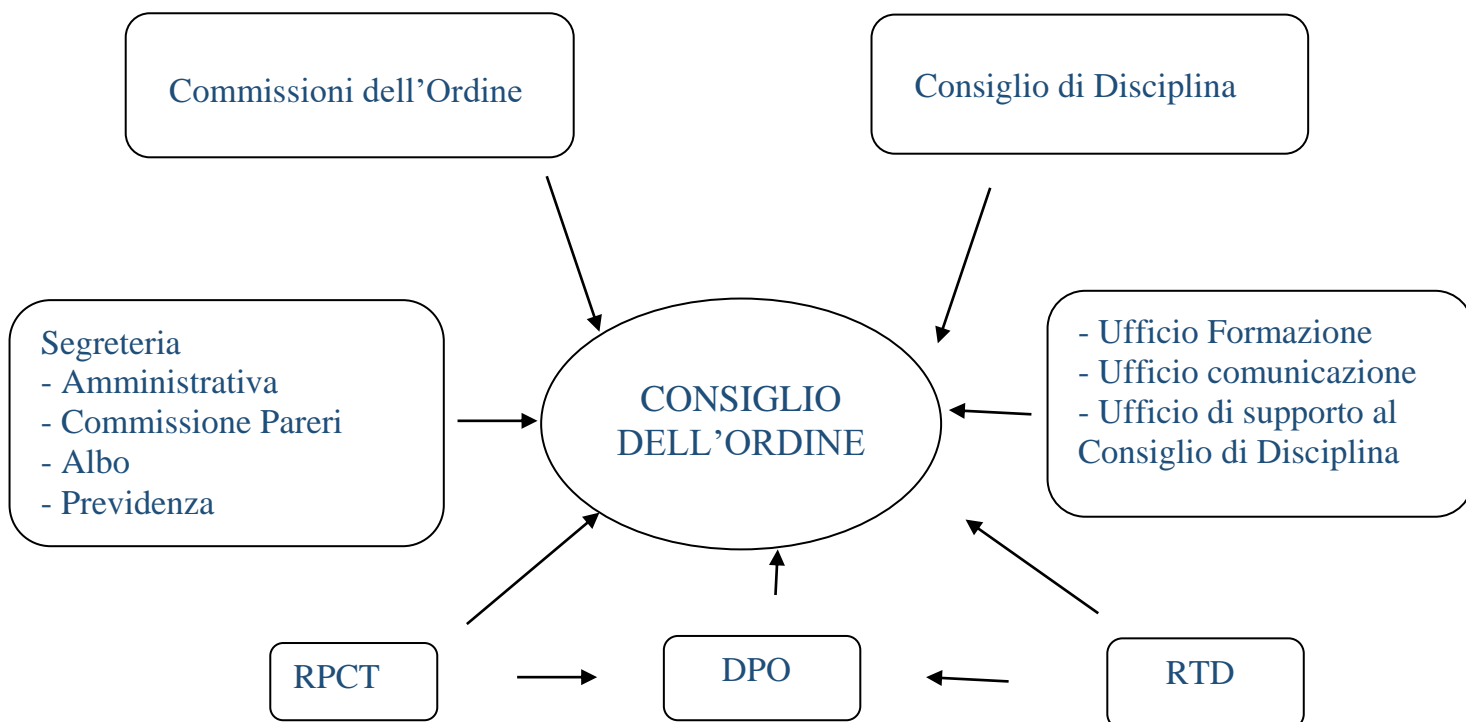 Commissioni dell’Ordine
Consiglio di Disciplina
Segreteria
- Amministrativa
- Commissione Pareri
- Albo
- Previdenza
CONSIGLIO
DELL’ORDINE
- Ufficio Formazione
- Ufficio comunicazione
- Ufficio di supporto al
Consiglio di Disciplina
RPCT
DPO
RTD